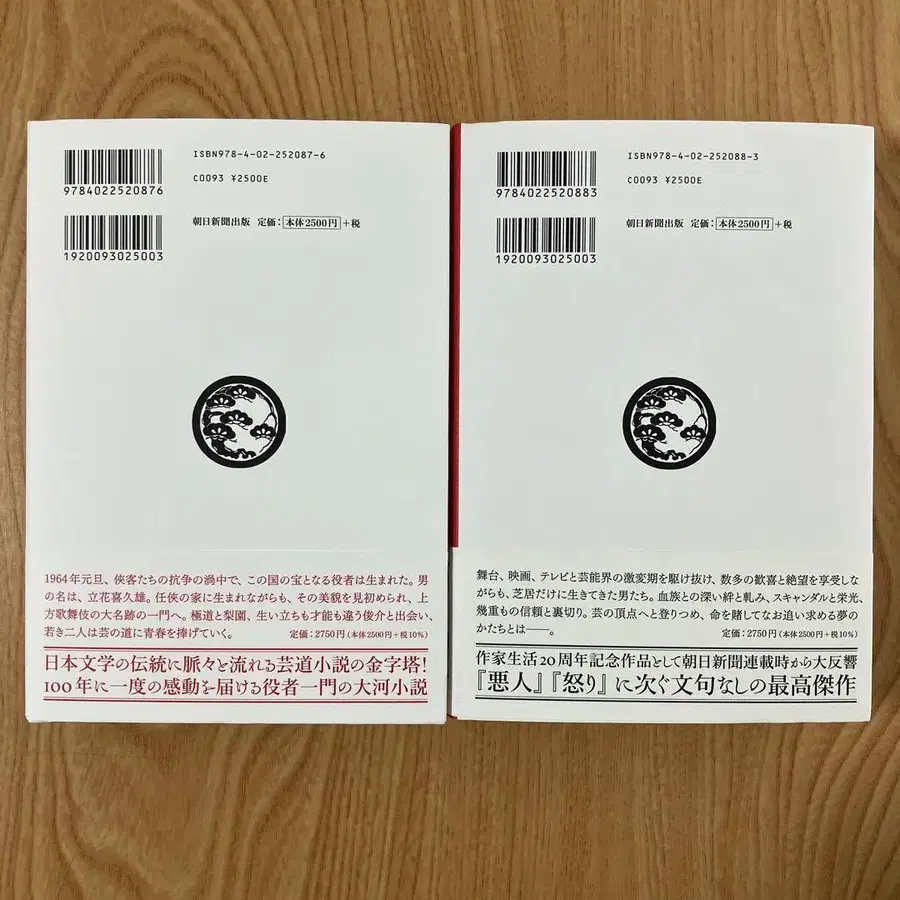 ISBN978-4-02-252087-6
9784022520876
C0093 ¥2500E
朝日新聞出版 定価：本体2500円+税
1920093025003
1964年元旦、俠客たちの抗争の渦中で、この国の宝となる役者は生まれた。男
の名は、立花喜久雄。任俠の家に生まれながらも、その美貌を見初められ、上
方歌舞伎の大名跡の一門へ。極道と梨園、生い立ちも才能も違う俊介と出会い、
若き二人は芸の道に青春を捧げていく。
定価：2750円（本体2500円＋税10%）
日本文学の伝統に脈々と流れる芸道小説の金字塔！
100年に一度の感動を届ける役者一門の大河小説
ISBN978-4-02-252088-3
9784022520883
C0093 ¥2500E
朝日新聞出版 定価：本体2500円+税
1920093025003
舞台、映画、テレビと芸能界の激変期を駆け抜け、数多の歓喜と絶望を享受しな
がらも、芝居だけに生きてきた男たち。血族との深い絆と軋み、スキャンダルと栄光、
幾重もの信頼と裏切り。芸の頂点へと登りつめ、命を賭してなお追い求める夢の
かたちとは――。
定価：2750円（本体2500円＋税10%）
作家生活20周年記念作品として朝日新聞連載時から大反響
『悪人』『怒り』に次ぐ文句なしの最高傑作